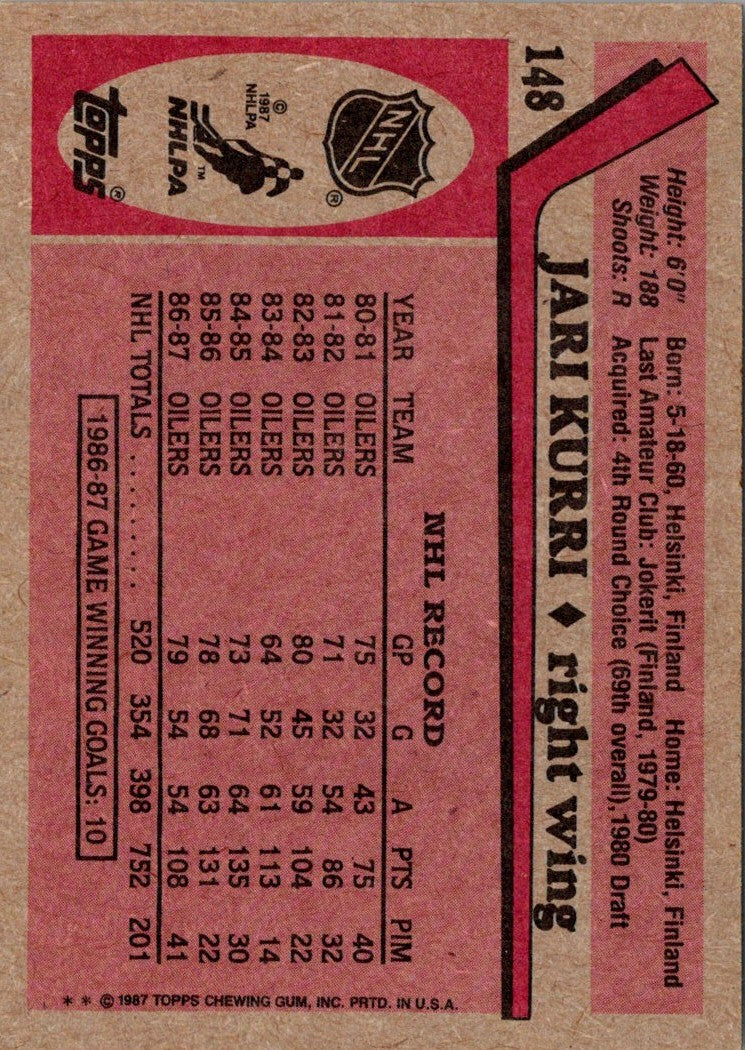 148
Height: 6'0" Born: 5-18-60, Helsinki, Finland Home: Helsinki, Finland
Weight: 188 Last Amateur Club: Jokerit (Finland, 1979-80)
Shoots: R Acquired: 4th Round Choice (69th overall), 1980 Draft
JARI KURRI ♦ right wing
NHL ®
© 1987 NHLPA
NHLPA ™
TOPPS ®
NHL RECORD
YEAR TEAM GP G A PTS PIM
80-81 OILERS 75 32 43 75 40
81-82 OILERS 71 32 54 86 32
82-83 OILERS 80 45 59 104 22
83-84 OILERS 64 52 61 113 14
84-85 OILERS 73 71 64 135 30
85-86 OILERS 78 68 63 131 22
86-87 OILERS 79 54 54 108 41
NHL TOTALS .......... 520 354 398 752 201
1986-87 GAME WINNING GOALS: 10
* * © 1987 TOPPS CHEWING GUM, INC. PRTD. IN U.S.A.